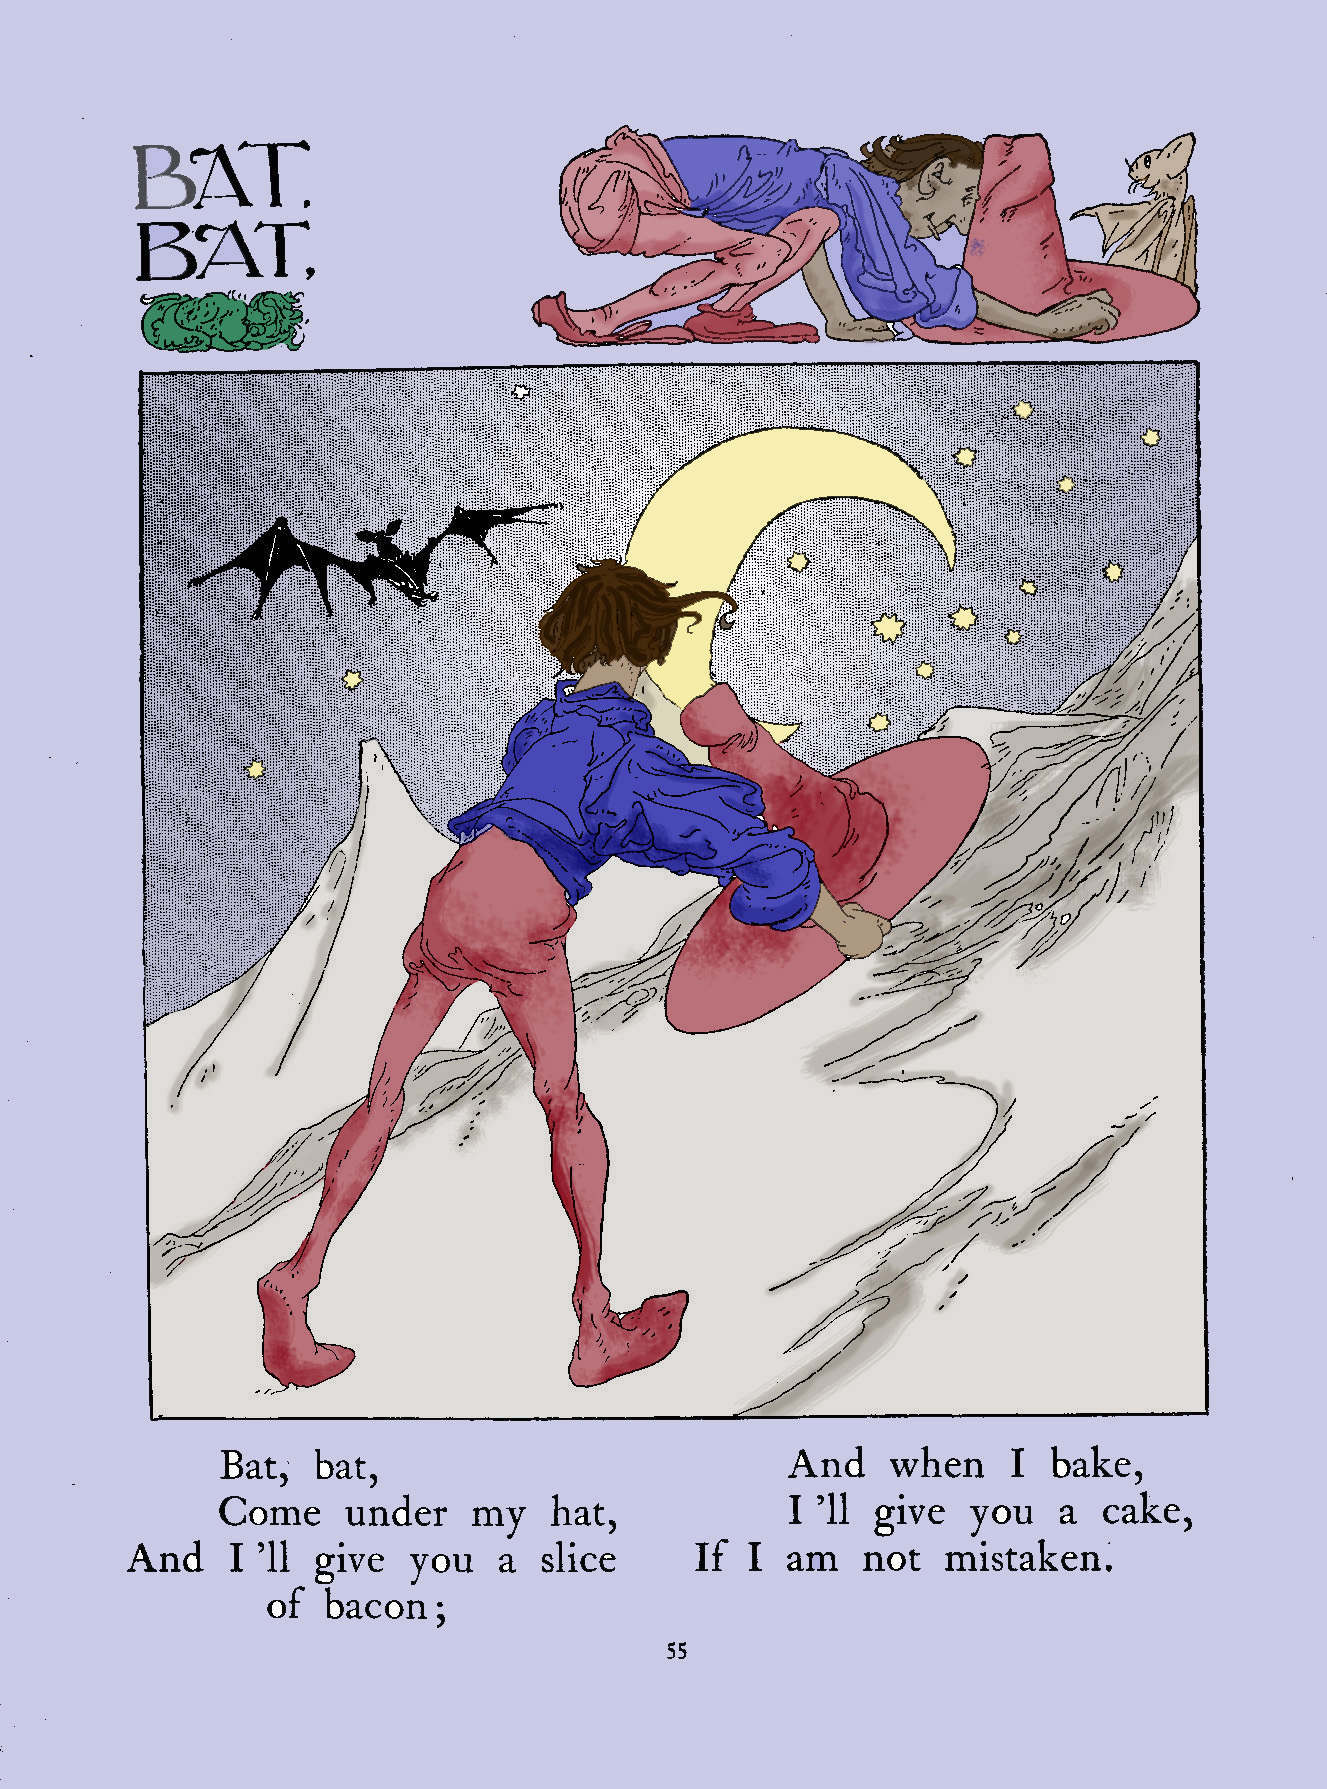 BAT,
BAT,
Bat, bat,
Come under my hat,
And I 'll give you a slice
of bacon;
And when I bake,
I 'll give you a cake,
If I am not mistaken.
55